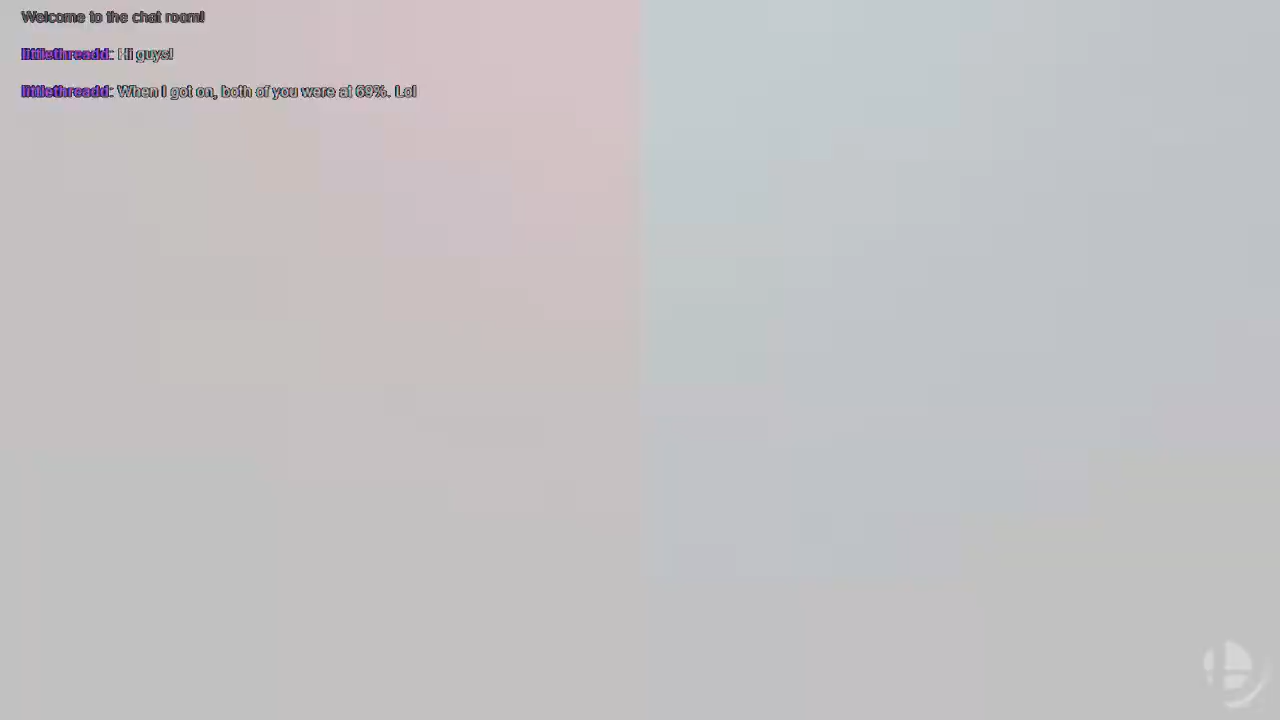 Welcome to the chat room!
littlethreadd: Hi guys!
littlethreadd: When I got on, both of you were at 69%. Lol